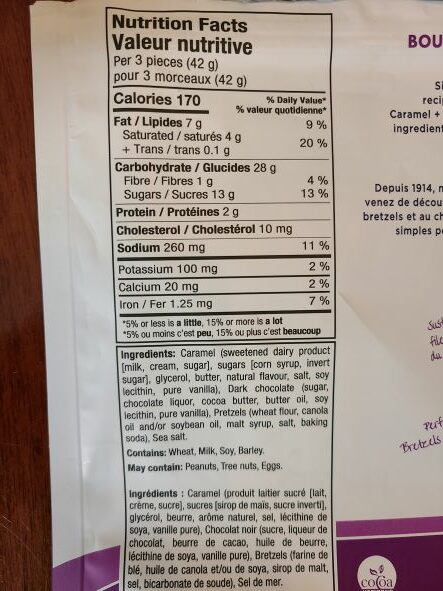 Nutrition Facts
Valeur nutritive
Per 3 pieces (42 g)
pour 3 morceaux (42 g)
Calories 170
% Daily Value*
% valeur quotidienne*
Fat / Lipides 7 g 9 %
Saturated / saturés 4 g
+ Trans / trans 0.1 g 20 %
Carbohydrate / Glucides 28 g
Fibre / Fibres 1 g 4 %
Sugars / Sucres 13 g 13 %
Protein / Protéines 2 g
Cholesterol / Cholestérol 10 mg
Sodium 260 mg 11 %
Potassium 100 mg 2 %
Calcium 20 mg 2 %
Iron / Fer 1.25 mg 7 %
*5% or less is a little, 15% or more is a lot
*5% ou moins c'est peu, 15% ou plus c'est beaucoup
Ingredients: Caramel (sweetened dairy product
[milk, cream, sugar], sugars [corn syrup, invert
sugar], glycerol, butter, natural flavour, salt, soy
lecithin, pure vanilla), Dark chocolate (sugar,
chocolate liquor, cocoa butter, butter oil, soy
lecithin, pure vanilla), Pretzels (wheat flour, canola
oil and/or soybean oil, malt syrup, salt, baking
soda), Sea salt.
Contains: Wheat, Milk, Soy, Barley.
May contain: Peanuts, Tree nuts, Eggs.
Ingrédients : Caramel (produit laitier sucré [lait,
crème, sucre], sucres [sirop de maïs, sucre inverti],
glycérol, beurre, arôme naturel, sel, lécithine de
soya, vanille pure), Chocolat noir (sucre, liqueur de
chocolat, beurre de cacao, huile de beurre,
lécithine de soya, vanille pure), Bretzels (farine de
blé, huile de canola et/ou de soya, sirop de malt,
sel, bicarbonate de soude), Sel de mer.
BOU
Si
reci
Caramel +
ingredient
Depuis 1914, n
venez de décou
bretzels et au ch
simples p
Bretzels
cocoa